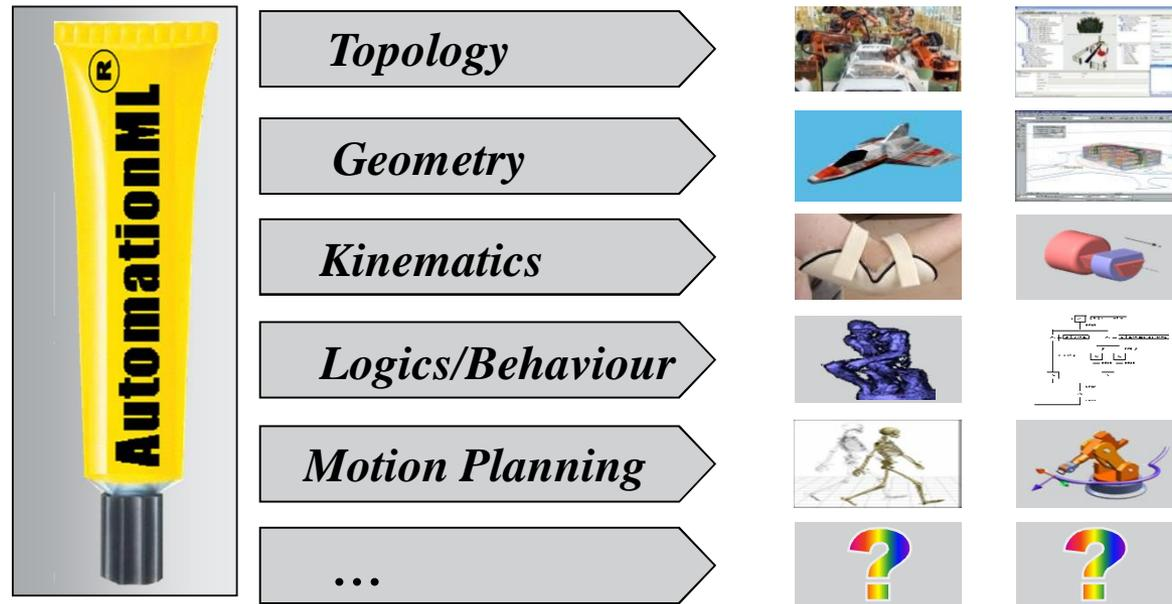 AutomationML®
Topology
Geometry
Kinematics
Logics/Behaviour
Motion Planning
...
?
?